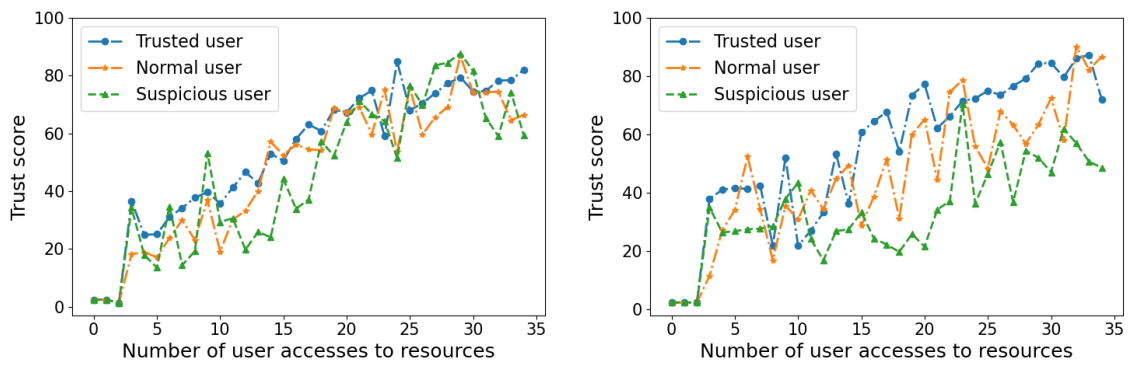 100
80
60
40
20
0
Trust score
Trusted user
Normal user
Suspicious user
0 5 10 15 20 25 30 35
Number of user accesses to resources
100
80
60
40
20
0
Trust score
Trusted user
Normal user
Suspicious user
0 5 10 15 20 25 30 35
Number of user accesses to resources